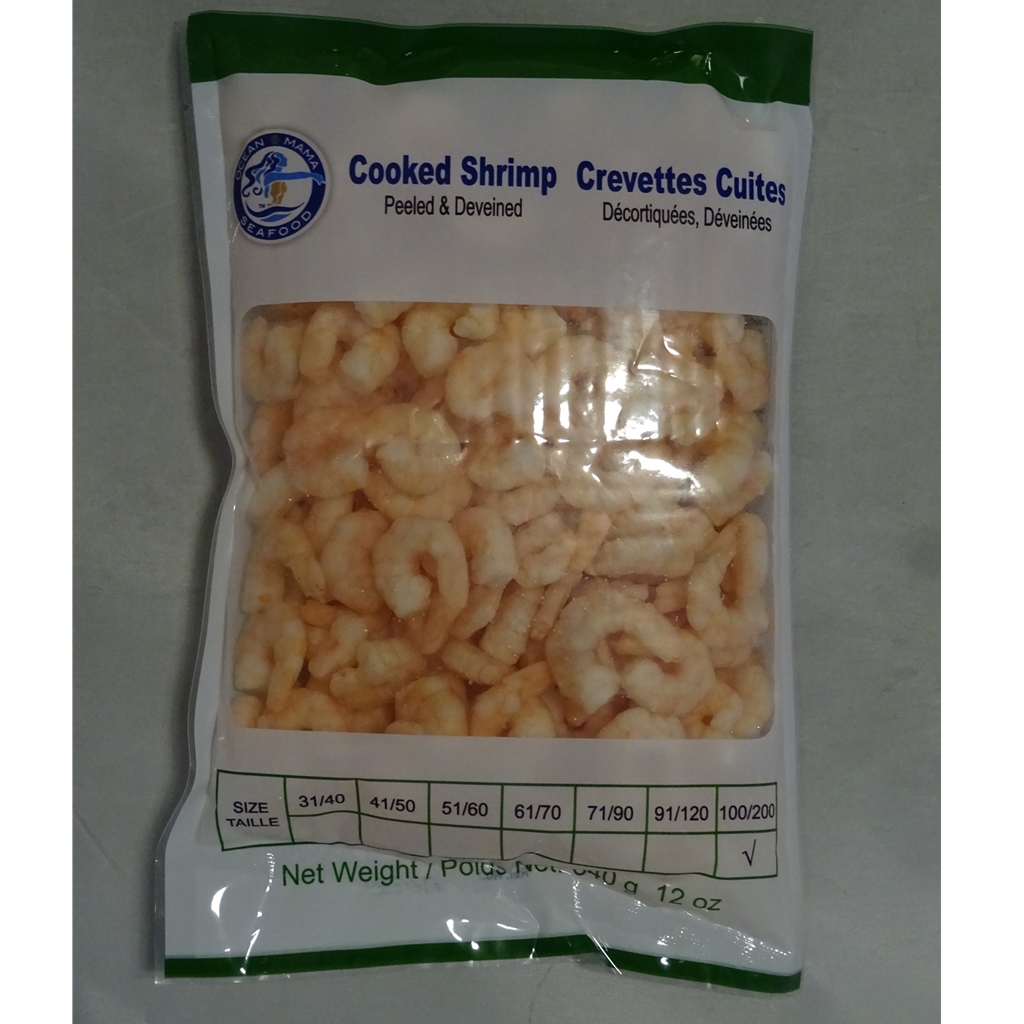 OCEAN MAMA
SEAFOOD
TM
Cooked Shrimp Crevettes Cuites
Peeled & Deveined Décortiquées, Déveinées
SIZE TAILLE 31/40 41/50 51/60 61/70 71/90 91/120 100/200
√
Net Weight / Poids Net: g 12 oz